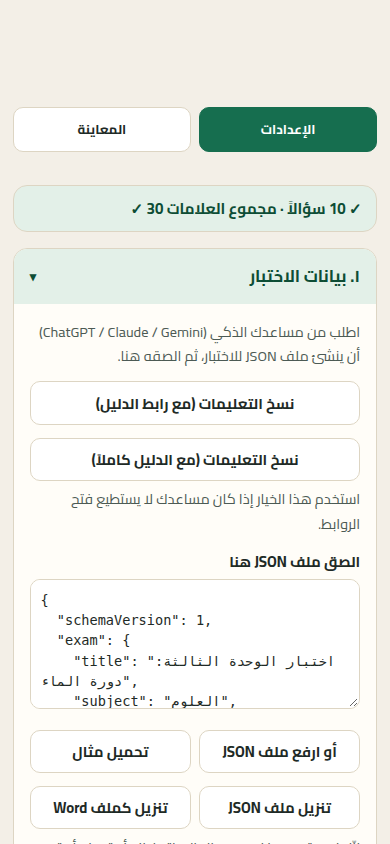 الإعدادات
المعاينة
✓ 10 سؤالاً · مجموع العلامات 30 ✓
١. بيانات الاختبار ▼
اطلب من مساعدك الذكي (ChatGPT / Claude / Gemini)
أن ينشئ ملف JSON للاختبار، ثم الصقه هنا.
نسخ التعليمات (مع رابط الدليل)
نسخ التعليمات (مع الدليل كاملاً)
استخدم هذا الخيار إذا كان مساعدك لا يستطيع فتح
الروابط.
الصق ملف JSON هنا
{
"schemaVersion": 1,
"exam": {
"title": "اختبار الوحدة الثالثة:
دورة الماء",
"subject": "العلوم",
أو ارفع ملف JSON
تحميل مثال
تنزيل ملف JSON
تنزيل كملف Word